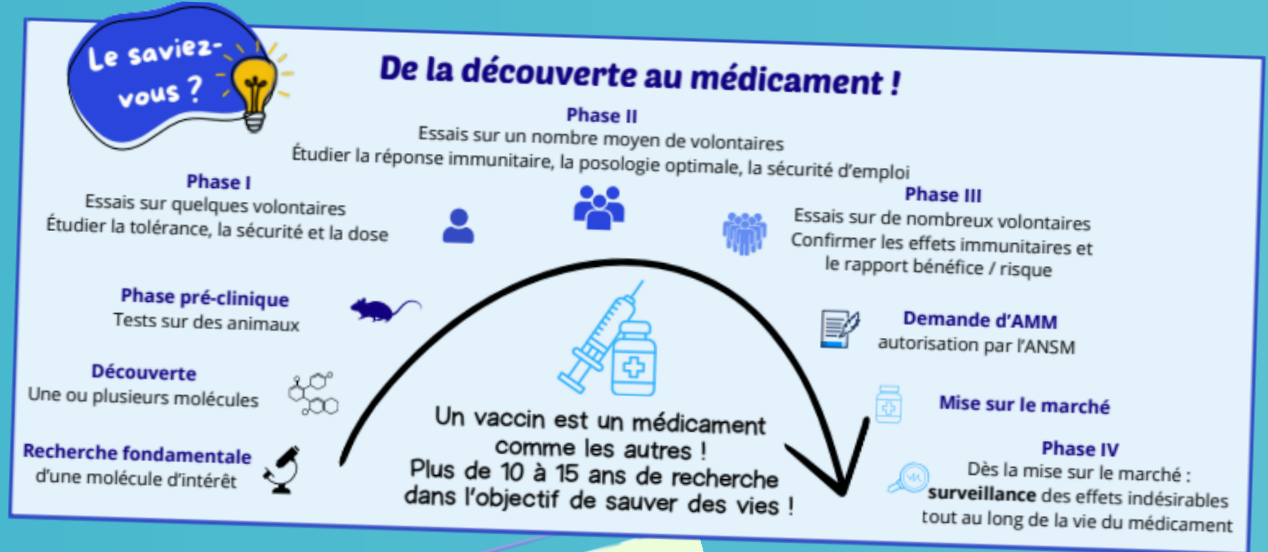 Le saviez-
vous ?
De la découverte au médicament !
Phase II
Essais sur un nombre moyen de volontaires
Étudier la réponse immunitaire, la posologie optimale, la sécurité d'emploi
Phase I
Essais sur quelques volontaires
Étudier la tolérance, la sécurité et la dose
Phase III
Essais sur de nombreux volontaires
Confirmer les effets immunitaires et
le rapport bénéfice / risque
Phase pré-clinique
Tests sur des animaux
Demande d'AMM
autorisation par l'ANSM
Découverte
Une ou plusieurs molécules
Mise sur le marché
Recherche fondamentale
d'une molécule d'intérêt
Un vaccin est un médicament
comme les autres !
Plus de 10 à 15 ans de recherche
dans l'objectif de sauver des vies !
Phase IV
Dès la mise sur le marché :
surveillance des effets indésirables
tout au long de la vie du médicament